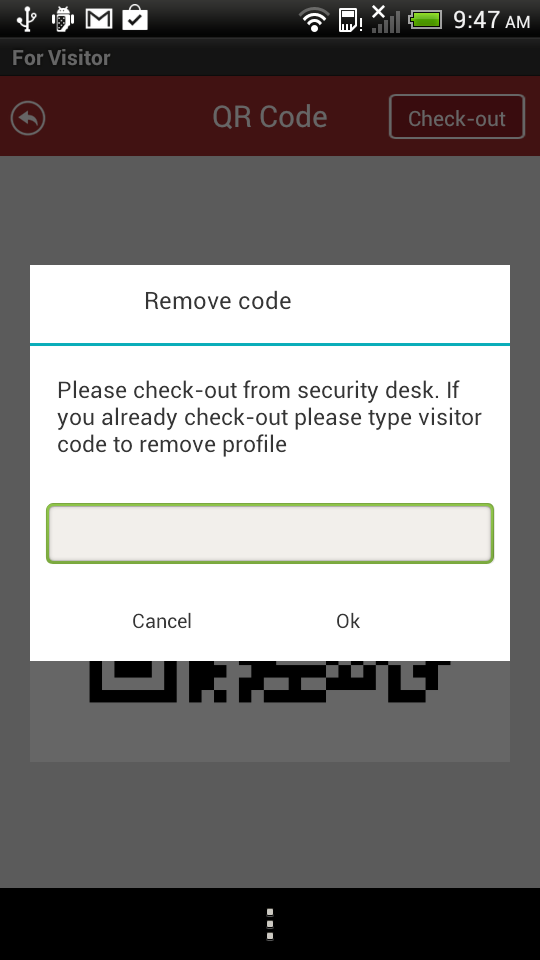 9:47 AM
For Visitor
QR Code
Check-out
Remove code
Please check-out from security desk. If
you already check-out please type visitor
code to remove profile
Cancel
Ok